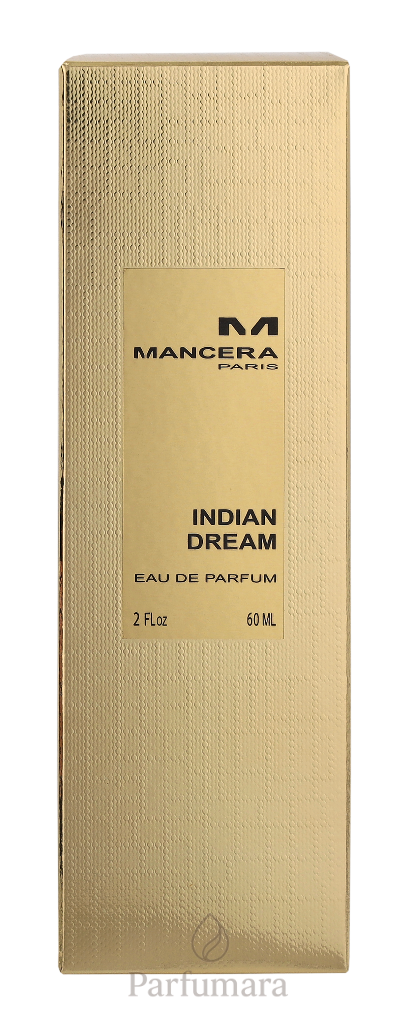 M
MANCERA
PARIS
INDIAN
DREAM
EAU DE PARFUM
2 FLoz 60 ML
Parfumara